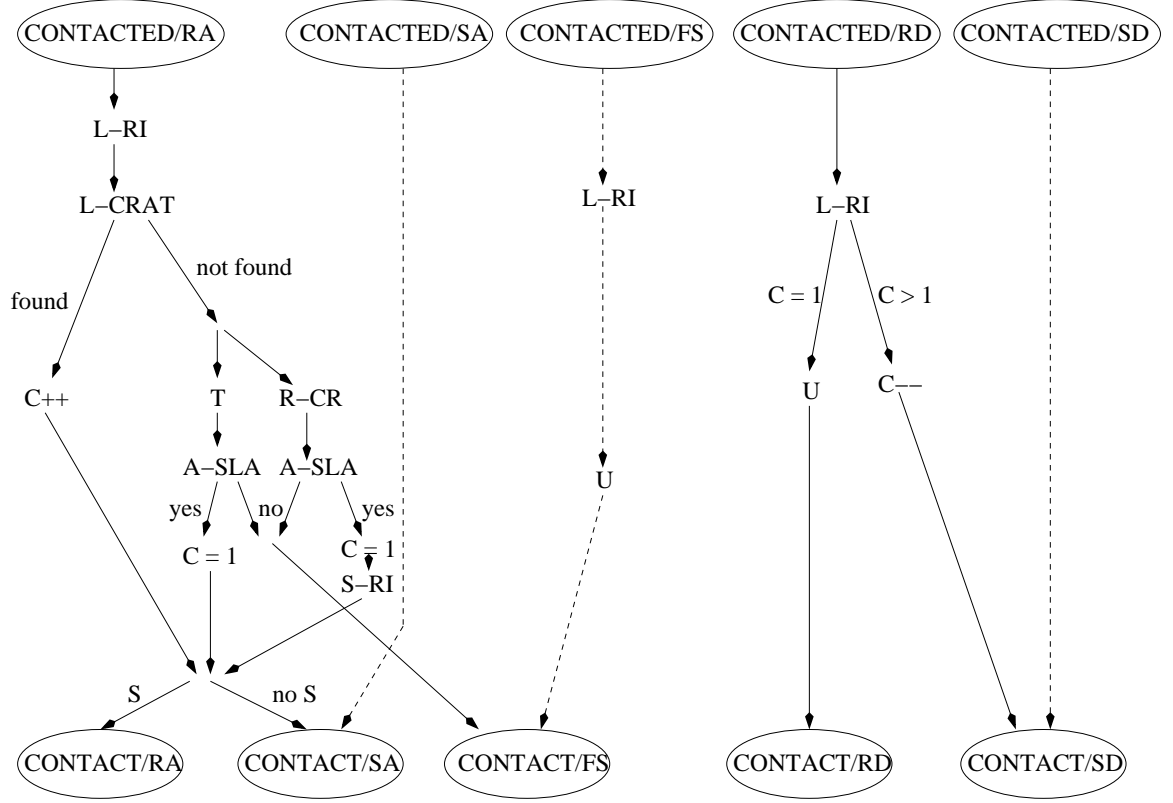 CONTACTED/RA CONTACTED/SA CONTACTED/FS CONTACTED/RD CONTACTED/SD
L–RI
L–CRAT L–RI L–RI
not found
found C = 1 C > 1
C++ T R–CR U C––
A–SLA A–SLA U
yes no yes
C = 1 C = 1
S–RI
S no S
CONTACT/RA CONTACT/SA CONTACT/FS CONTACT/RD CONTACT/SD